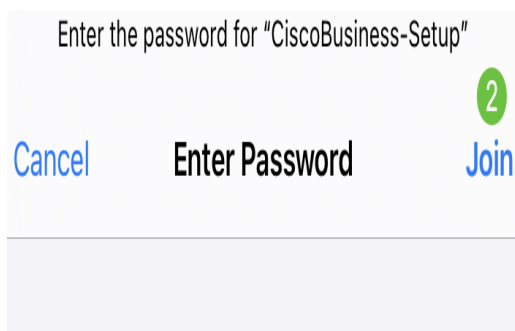 Enter the password for “CiscoBusiness-Setup”
2
Cancel Enter Password Join